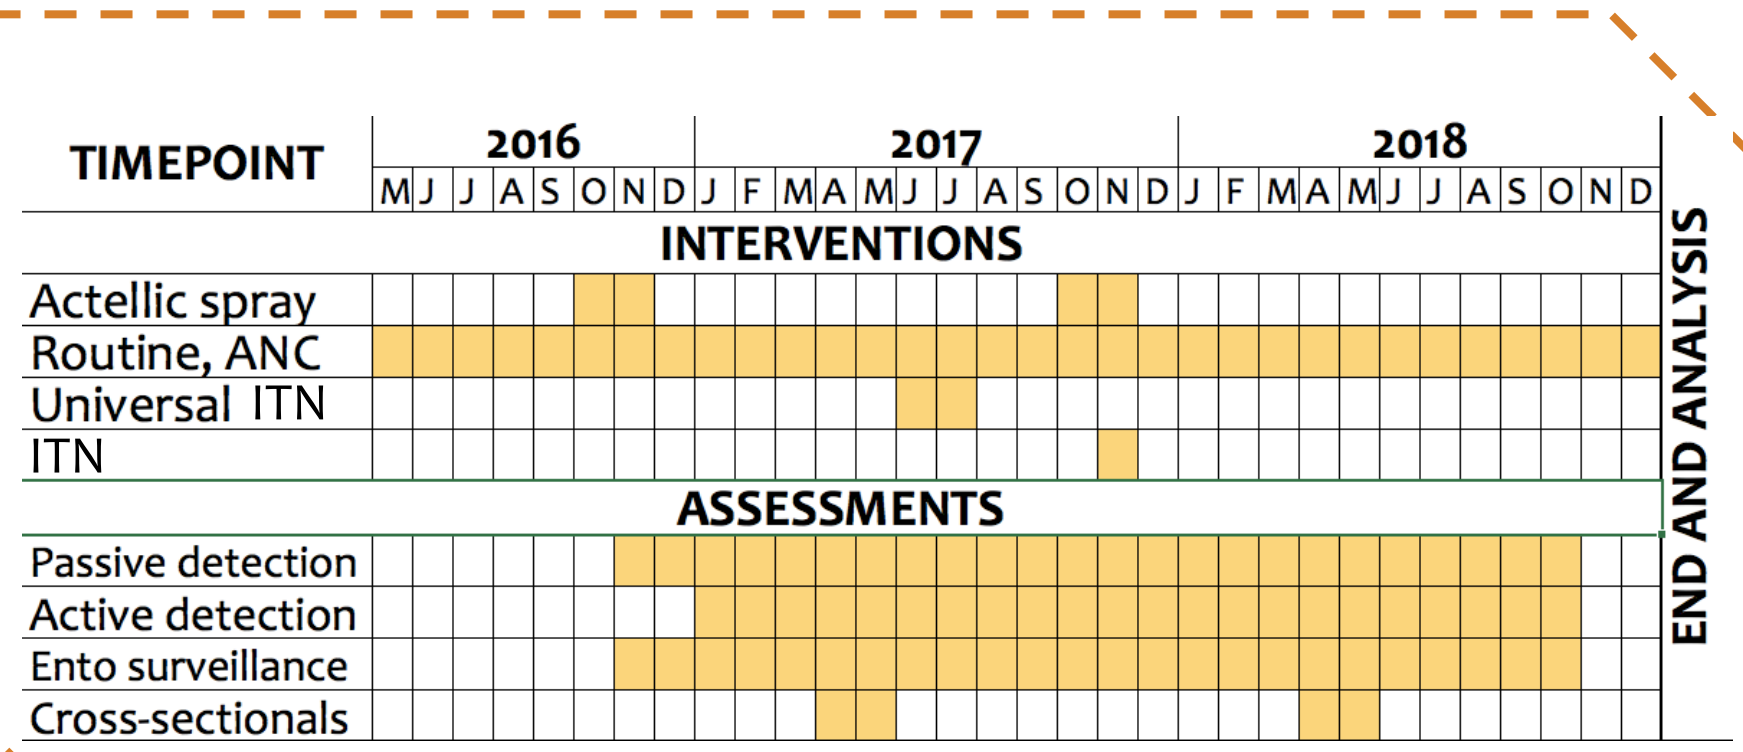 TIMEPOINT 2016 2017 2018
M J J A S O N D J F M A M J J A S O N D J F M A M J J A S O N D
INTERVENTIONS
Actellic spray
Routine, ANC
Universal ITN
ITN
ASSESSMENTS
Passive detection
Active detection
Ento surveillance
Cross-sectionals
END AND ANALYSIS